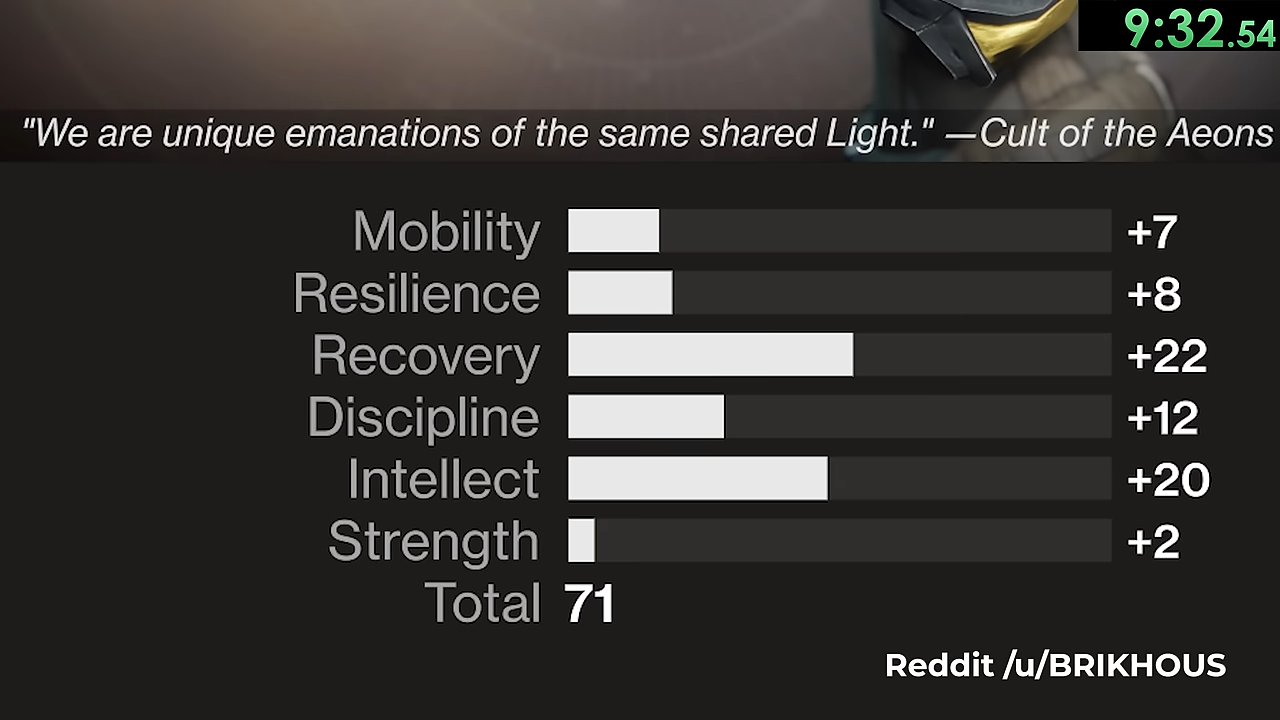 9:32.54
"We are unique emanations of the same shared Light." —Cult of the Aeons
Mobility +7
Resilience +8
Recovery +22
Discipline +12
Intellect +20
Strength +2
Total 71
Reddit /u/BRIKHOUS